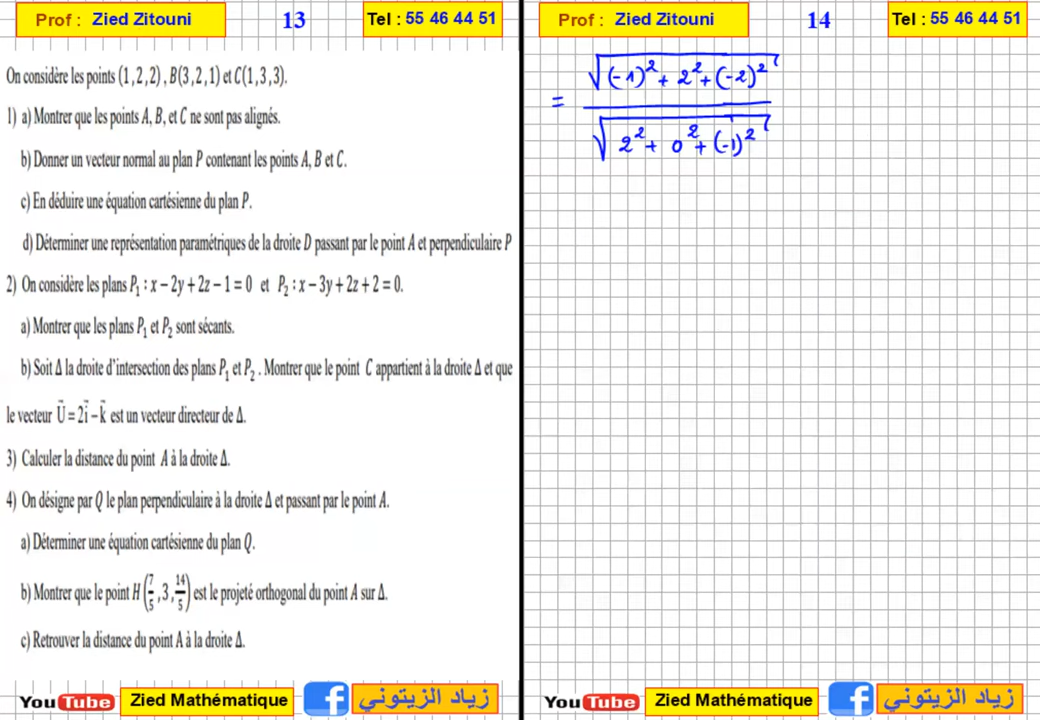 Prof : Zied Zitouni 13 Tel : 55 46 44 51
On considère les points (1,2,2) , B(3,2,1) et C(1,3,3).
1) a) Montrer que les points A, B, et C ne sont pas alignés.
b) Donner un vecteur normal au plan P contenant les points A, B et C.
c) En déduire une équation cartésienne du plan P.
d) Déterminer une représentation paramétriques de la droite D passant par le point A et perpendiculaire P
2) On considère les plans P₁ : x − 2y + 2z − 1 = 0 et P₂ : x − 3y + 2z + 2 = 0.
a) Montrer que les plans P₁ et P₂ sont sécants.
b) Soit Δ la droite d'intersection des plans P₁ et P₂ . Montrer que le point C appartient à la droite Δ et que
le vecteur U⃗ = 2i⃗ − k⃗ est un vecteur directeur de Δ.
3) Calculer la distance du point A à la droite Δ.
4) On désigne par Q le plan perpendiculaire à la droite Δ et passant par le point A.
a) Déterminer une équation cartésienne du plan Q.
b) Montrer que le point H(7/5 , 3, 14/5) est le projeté orthogonal du point A sur Δ.
c) Retrouver la distance du point A à la droite Δ.
YouTube Zied Mathématique f زياد الزيتوني
Prof : Zied Zitouni 14 Tel : 55 46 44 51
= √((-1)² + 2² + (-2)²) / √(2² + 0² + (-1)²)
YouTube Zied Mathématique f زياد الزيتوني